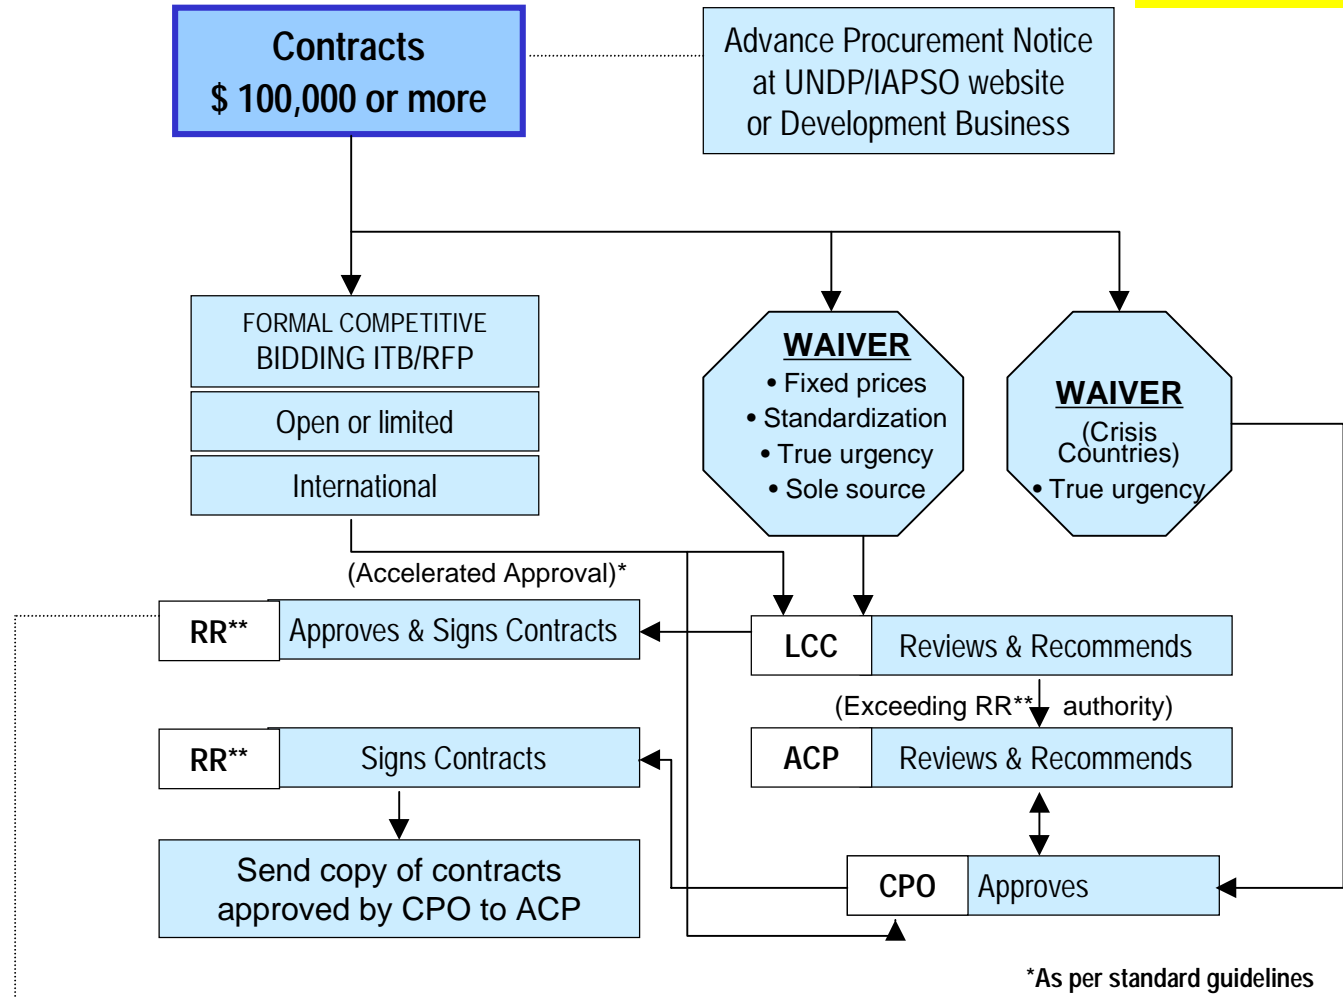 Contracts
$ 100,000 or more
Advance Procurement Notice
at UNDP/IAPSO website
or Development Business
FORMAL COMPETITIVE
BIDDING ITB/RFP
Open or limited
International
WAIVER
• Fixed prices
• Standardization
• True urgency
• Sole source
WAIVER
(Crisis
Countries)
• True urgency
(Accelerated Approval)*
RR** Approves & Signs Contracts
LCC Reviews & Recommends
(Exceeding RR** authority)
RR** Signs Contracts
ACP Reviews & Recommends
Send copy of contracts
approved by CPO to ACP
CPO Approves
*As per standard guidelines